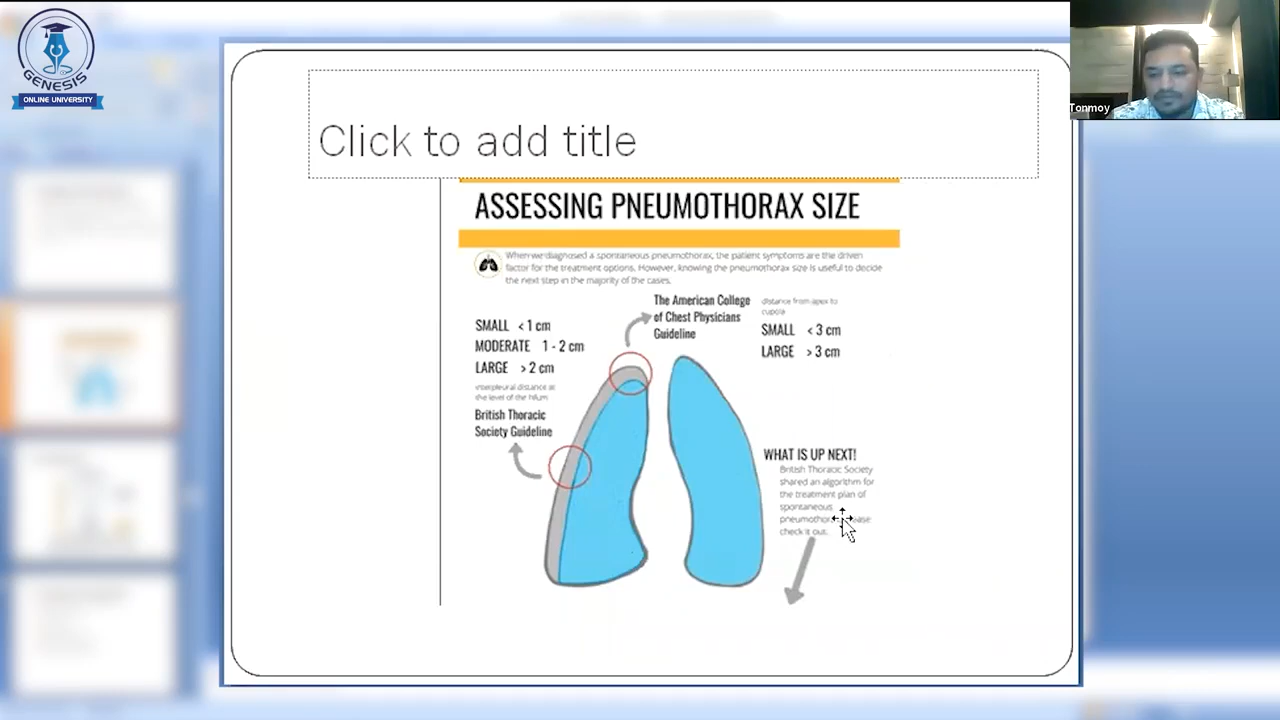 GENESIS
ONLINE UNIVERSITY
Tonmoy
Click to add title
ASSESSING PNEUMOTHORAX SIZE
When we diagnosed a spontaneous pneumothorax, the patient symptoms are the driven
factor for the treatment options. However, knowing the pneumothorax size is useful to decide
the next step in the majority of the cases.
The American College
of Chest Physicians
Guideline
distance from apex to
cupola
SMALL < 3 cm
LARGE > 3 cm
SMALL < 1 cm
MODERATE 1 - 2 cm
LARGE > 2 cm
interpleural distance at
the level of the hilum
British Thoracic
Society Guideline
WHAT IS UP NEXT!
British Thoracic Society
shared an algorithm for
the treatment plan of
spontaneous
check it out.